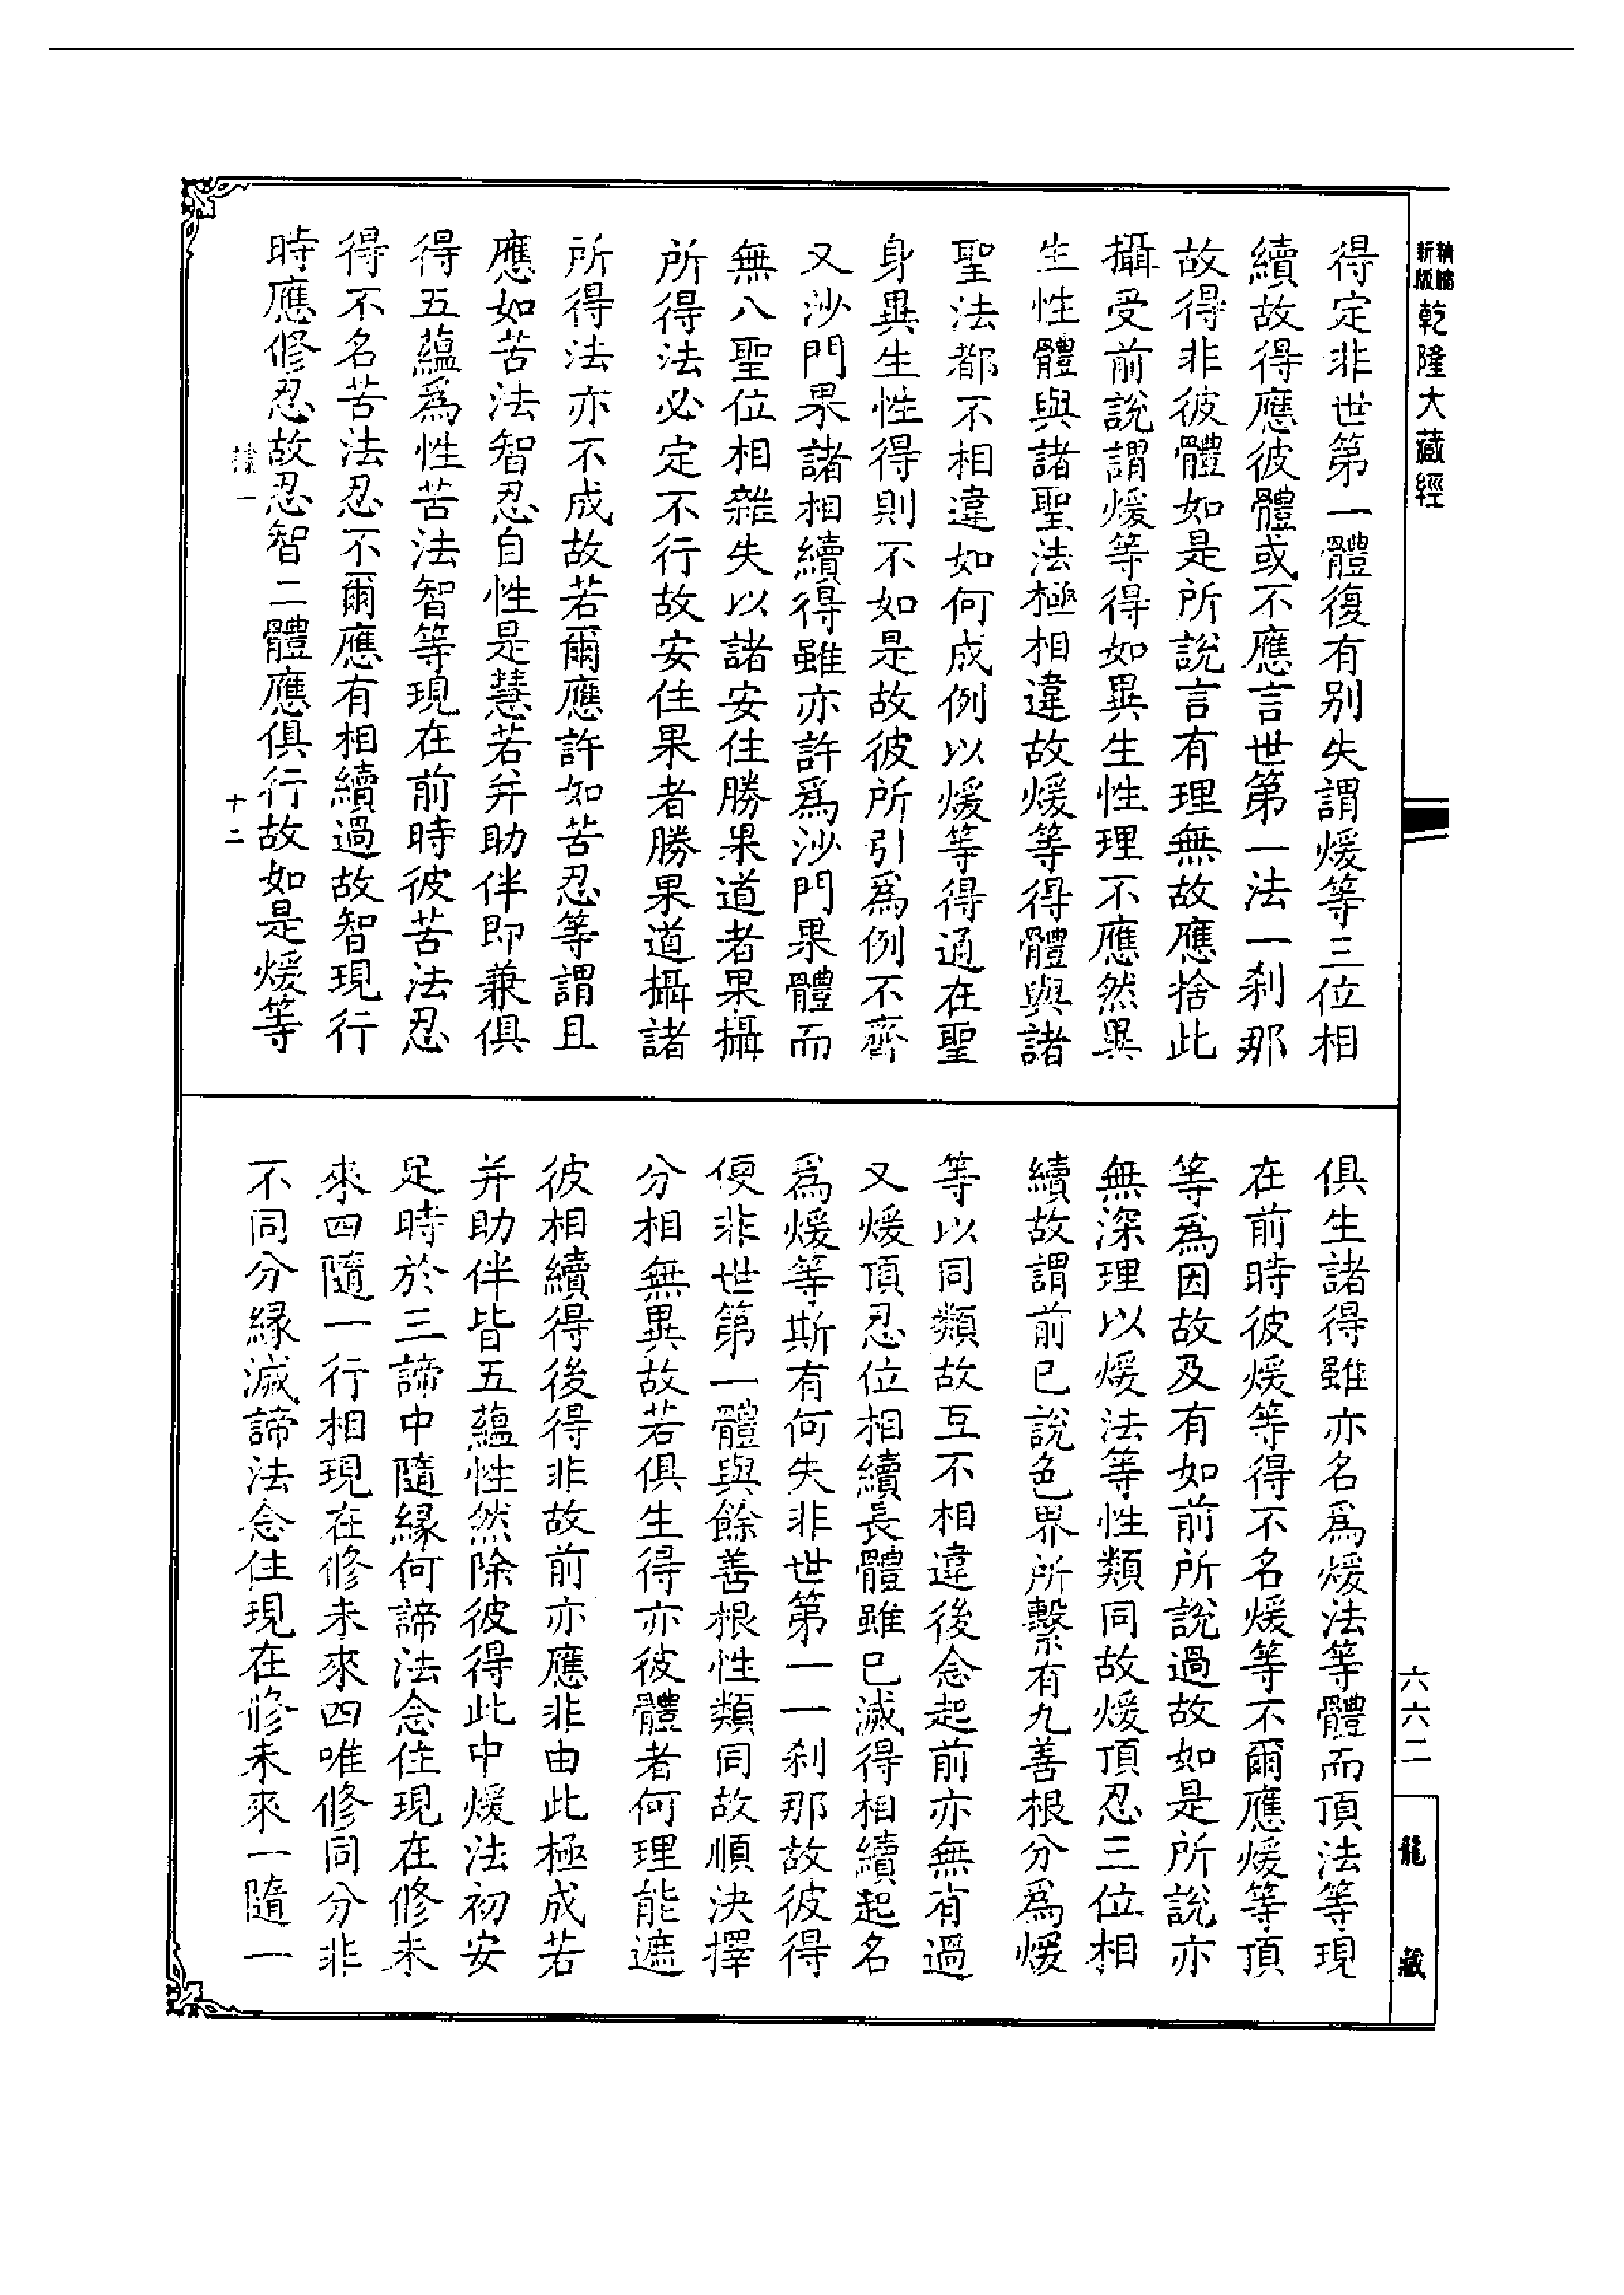 新版
精縮
乾隆大藏經
得定非世第一體復有別失謂煖等三位相
續故得應彼體或不應言世第一法一剎那
故得非彼體如是所說言有理無故應捨此
攝受前說謂煖等得如異生性理不應然異
生性體與諸聖法極相違故煖等得體與諸
聖法都不相違如何成例以煖等得通在聖
身異生性得則不如是故彼所引為例不齊
又沙門果諸相續得雖亦許為沙門果體而
無八聖位相雜失以諸安住勝果道者果攝
所得法必定不行故安住果者勝果道攝諸
所得法亦不成故若爾應許如苦忍等謂且
應如苦法智忍自性是慧若并助伴即兼俱
得五蘊為性苦法智等現在前時彼苦法忍
得不名苦法忍不爾應有相續過故智現行
時應修忍故忍智二體應俱行故如是煖等
十二
俱生諸得雖亦名為煖法等體而頂法等現
在前時彼煖等得不名煖等不爾應煖等頂
等為因故及有如前所說過故如是所說亦
無深理以煖法等性類同故煖頂忍三位相
續故謂前已說色界所繫有九善根分為煖
等以同類故互不相違後念起前亦無有過
又煖頂忍位相續長體雖已滅得相續起名
為煖等斯有何失非世第一一剎那故彼得
便非世第一體與餘善根性類同故順決擇
分相無異故若俱生得亦彼體者何理能遮
彼相續得後得非故前亦應非由此極成若
并助伴皆五蘊性然除彼得此中煖法初安
足時於三諦中隨緣何諦法念住現在修未
來四隨一行相現在修未來四唯修同分非
不同分緣滅諦法念住現在修未來一隨一
六六二
龍藏